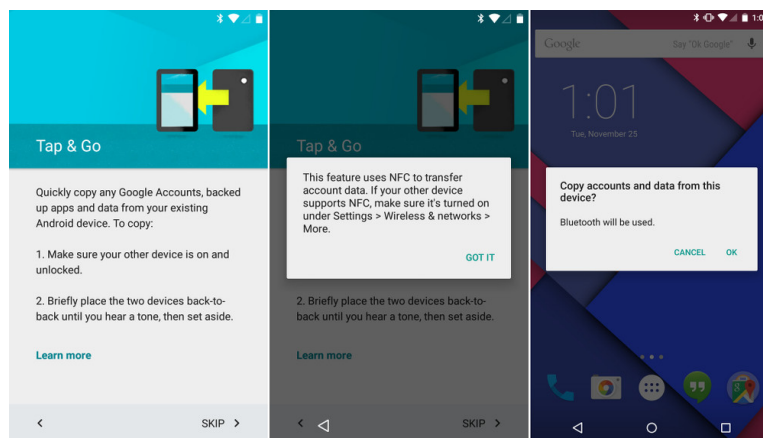 Tap & Go
Quickly copy any Google Accounts, backed
up apps and data from your existing
Android device. To copy:
1. Make sure your other device is on and
unlocked.
2. Briefly place the two devices back-to-
back until you hear a tone, then set aside.
Learn more
SKIP
Tap & Go
This feature uses NFC to transfer
account data. If your other device
supports NFC, make sure it's turned on
under Settings > Wireless & networks >
More.
GOT IT
2. Briefly place the two devices back-to-
back until you hear a tone, then set aside.
Learn more
SKIP
1:0
Google
Say "Ok Google"
1:01
Tue, November 25
Copy accounts and data from this
device?
Bluetooth will be used.
CANCEL OK